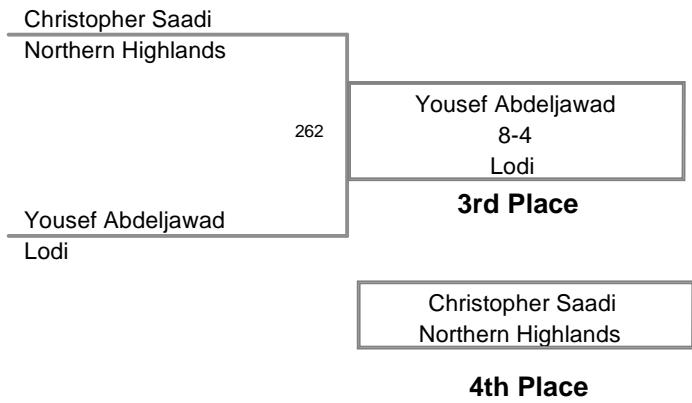 Christopher Saadi
Northern Highlands
262
Yousef Abdeljawad
8-4
Lodi
3rd Place
Yousef Abdeljawad
Lodi
Christopher Saadi
Northern Highlands
4th Place